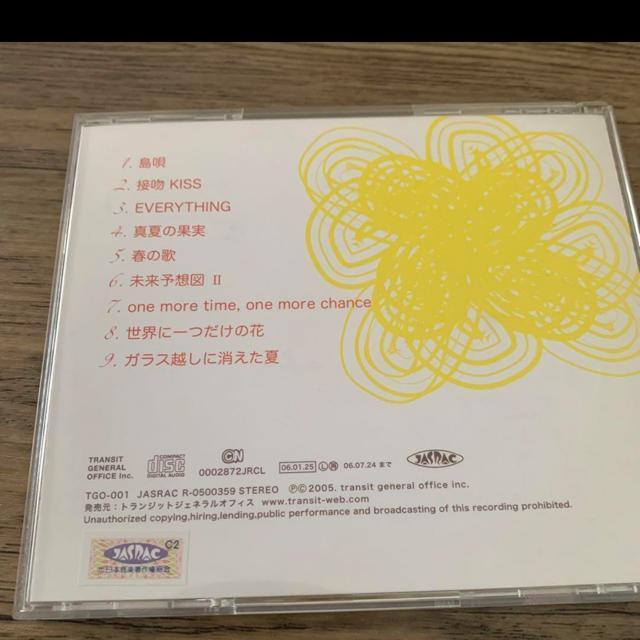 1. 島唄
2. 接吻 KISS
3. EVERYTHING
4. 真夏の果実
5. 春の歌
6. 未来予想図 II
7. one more time, one more chance
8. 世界に一つだけの花
9. ガラス越しに消えた夏
TRANSIT
GENERAL
OFFICE Inc.
COMPACT
disc
DIGITAL AUDIO
CN
0002872JRCL
06.01.25 L 再 06.07.24 まで
JASRAC
TGO-001 JASRAC R-0500359 STEREO ℗©2005. transit general office inc.
発売元：トランジットジェネラルオフィス www.transit-web.com
Unauthorized copying,hiring,lending,public performance and broadcasting of this recording prohibited.
C2
JASRAC